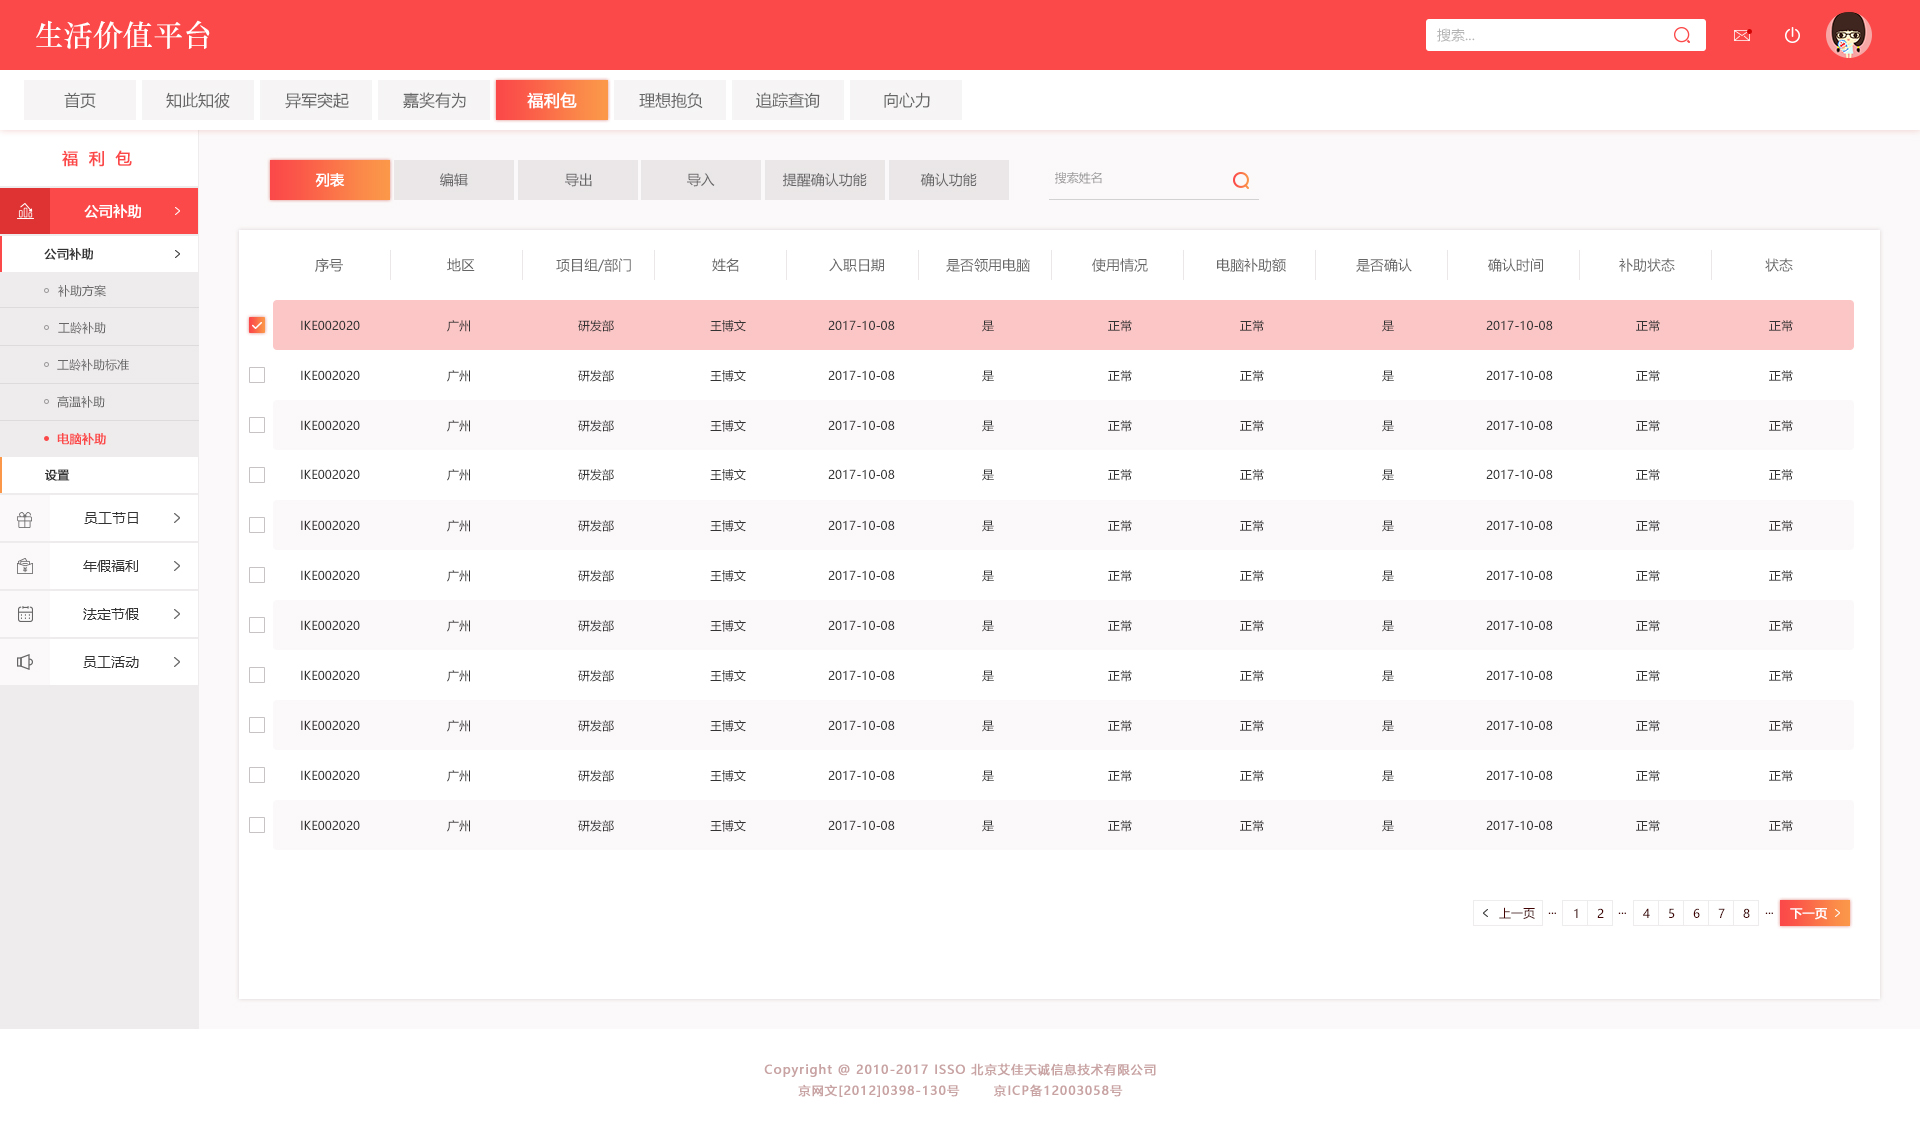 生活价值平台
搜索...
首页 知此知彼 异军突起 嘉奖有为 福利包 理想抱负 追踪查询 向心力
福利包
公司补助
公司补助
补助方案
工龄补助
工龄补助标准
高温补助
电脑补助
设置
员工节日
年假福利
法定节假
员工活动
列表 编辑 导出 导入 提醒确认功能 确认功能 搜索姓名
序号 地区 项目组/部门 姓名 入职日期 是否领用电脑 使用情况 电脑补助额 是否确认 确认时间 补助状态 状态
IKE002020 广州 研发部 王博文 2017-10-08 是 正常 正常 是 2017-10-08 正常 正常
IKE002020 广州 研发部 王博文 2017-10-08 是 正常 正常 是 2017-10-08 正常 正常
IKE002020 广州 研发部 王博文 2017-10-08 是 正常 正常 是 2017-10-08 正常 正常
IKE002020 广州 研发部 王博文 2017-10-08 是 正常 正常 是 2017-10-08 正常 正常
IKE002020 广州 研发部 王博文 2017-10-08 是 正常 正常 是 2017-10-08 正常 正常
IKE002020 广州 研发部 王博文 2017-10-08 是 正常 正常 是 2017-10-08 正常 正常
IKE002020 广州 研发部 王博文 2017-10-08 是 正常 正常 是 2017-10-08 正常 正常
IKE002020 广州 研发部 王博文 2017-10-08 是 正常 正常 是 2017-10-08 正常 正常
IKE002020 广州 研发部 王博文 2017-10-08 是 正常 正常 是 2017-10-08 正常 正常
IKE002020 广州 研发部 王博文 2017-10-08 是 正常 正常 是 2017-10-08 正常 正常
IKE002020 广州 研发部 王博文 2017-10-08 是 正常 正常 是 2017-10-08 正常 正常
< 上一页 ... 1 2 ... 4 5 6 7 8 ... 下一页 >
Copyright @ 2010-2017 ISSO 北京艾佳天诚信息技术有限公司
京网文[2012]0398-130号 京ICP备12003058号